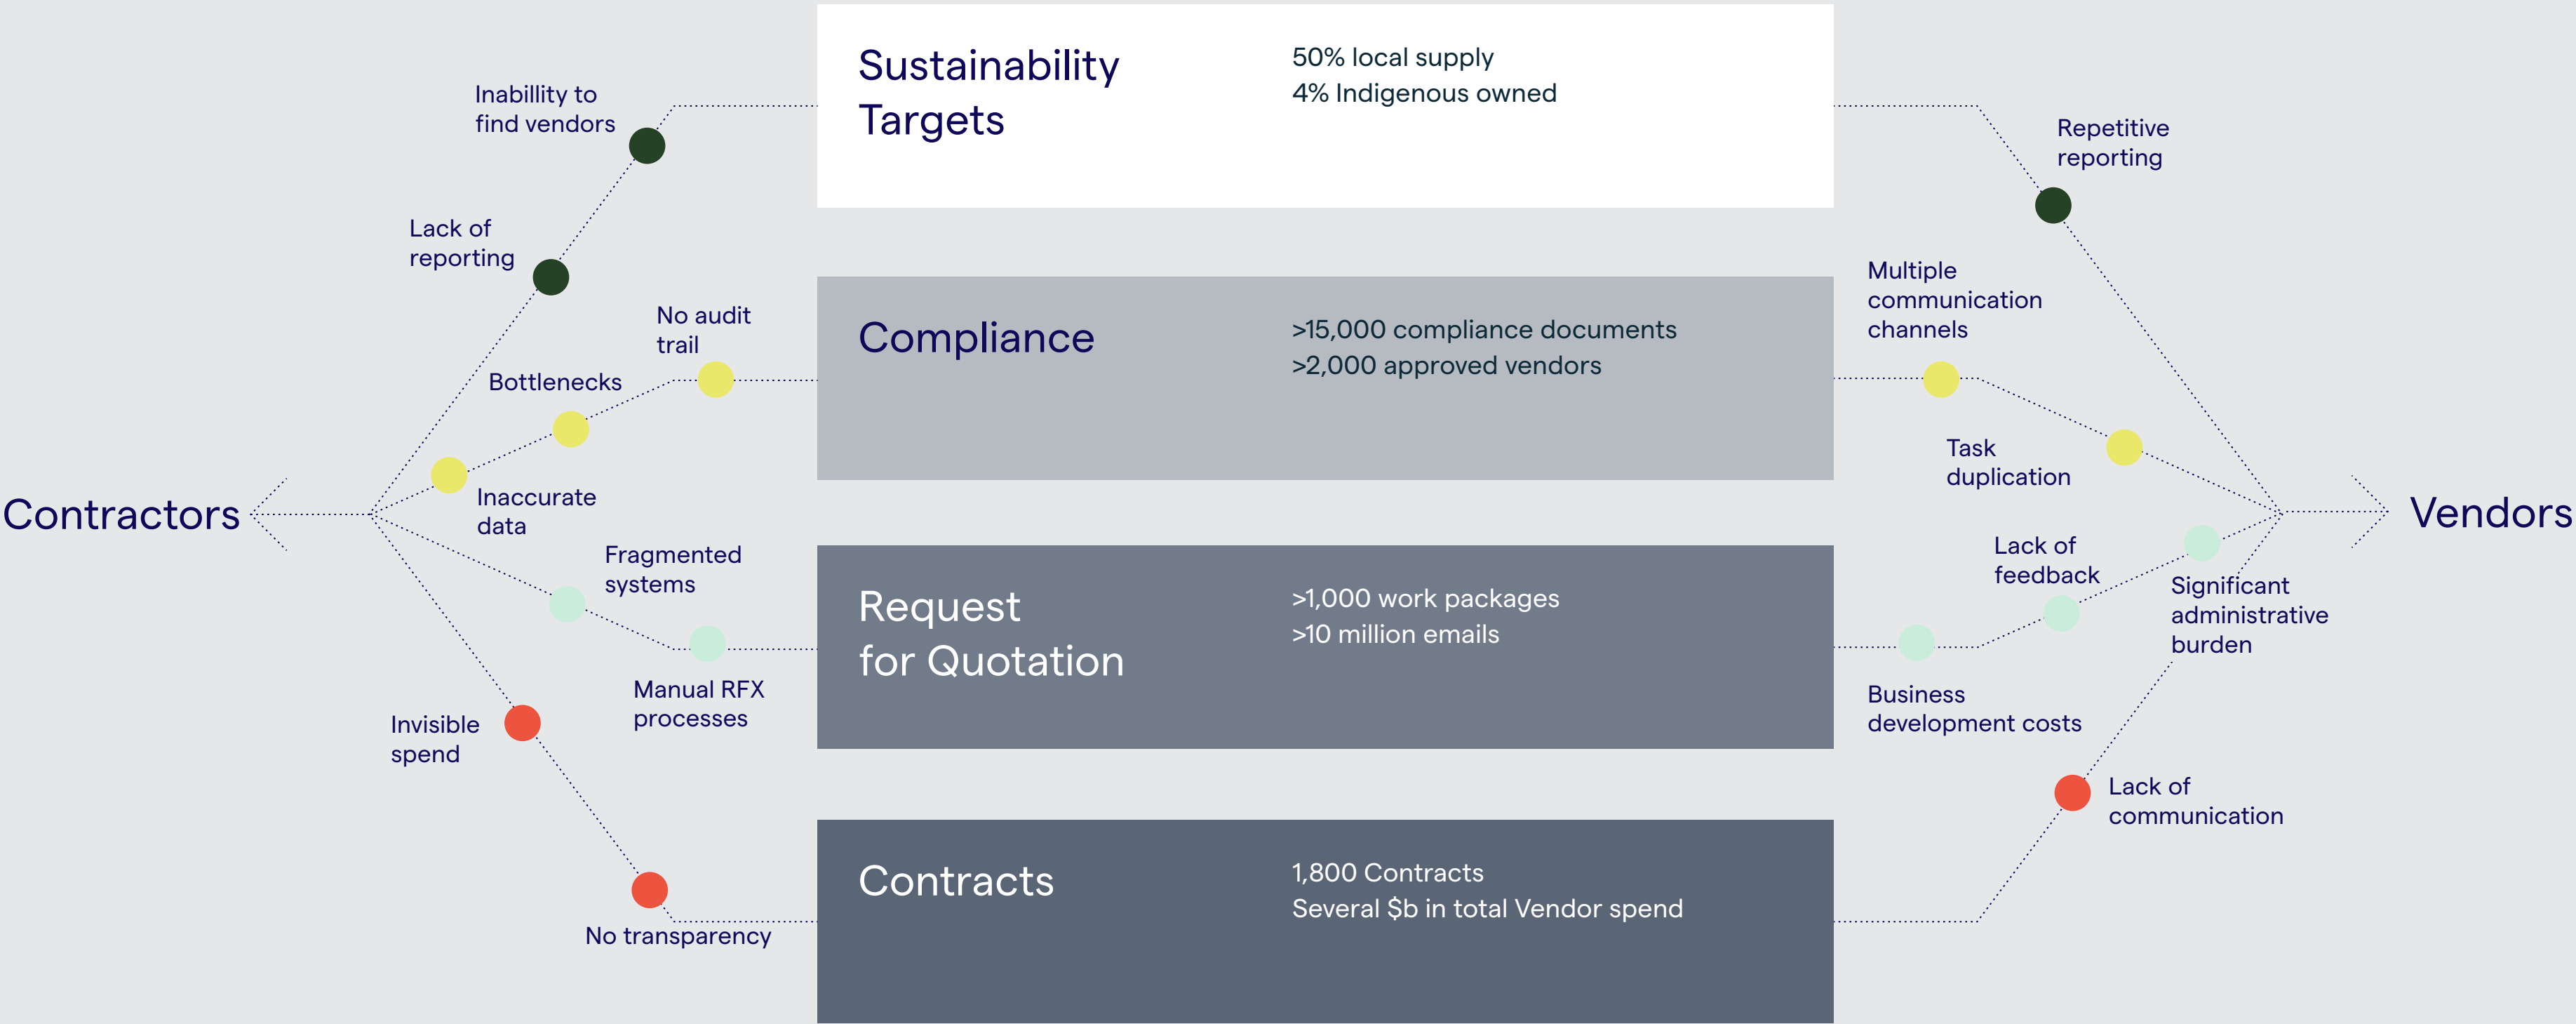 Contractors
Inabillity to
find vendors
Lack of
reporting
No audit
trail
Bottlenecks
Inaccurate
data
Fragmented
systems
Manual RFX
processes
Invisible
spend
No transparency
Sustainability
Targets
50% local supply
4% Indigenous owned
Compliance
>15,000 compliance documents
>2,000 approved vendors
Request
for Quotation
>1,000 work packages
>10 million emails
Contracts
1,800 Contracts
Several $b in total Vendor spend
Repetitive
reporting
Multiple
communication
channels
Task
duplication
Lack of
feedback
Significant
administrative
burden
Business
development costs
Lack of
communication
Vendors